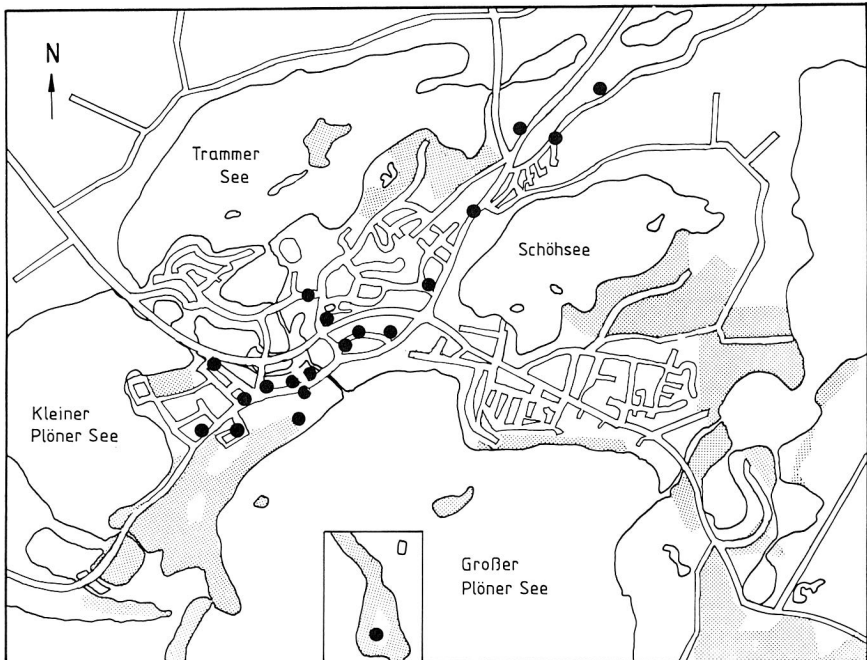 N
Trammer
See
Schöhsee
Kleiner
Plöner See
Großer
Plöner See